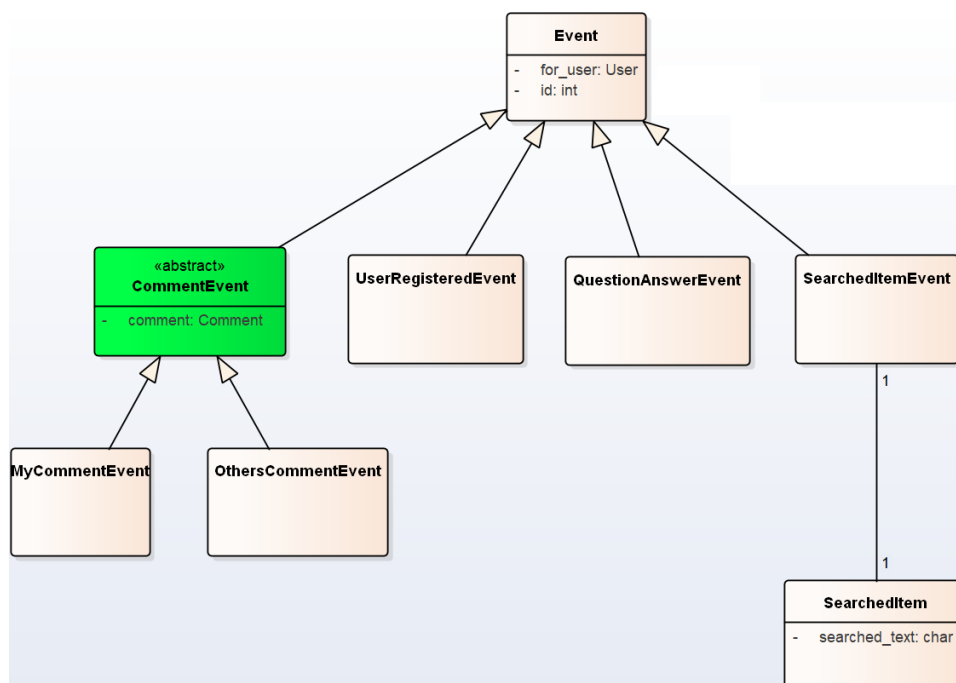 Event
- for_user: User
- id: int
«abstract»
CommentEvent
- comment: Comment
UserRegisteredEvent
QuestionAnswerEvent
SearchedItemEvent
1
MyCommentEvent
OthersCommentEvent
1
SearchedItem
- searched_text: char